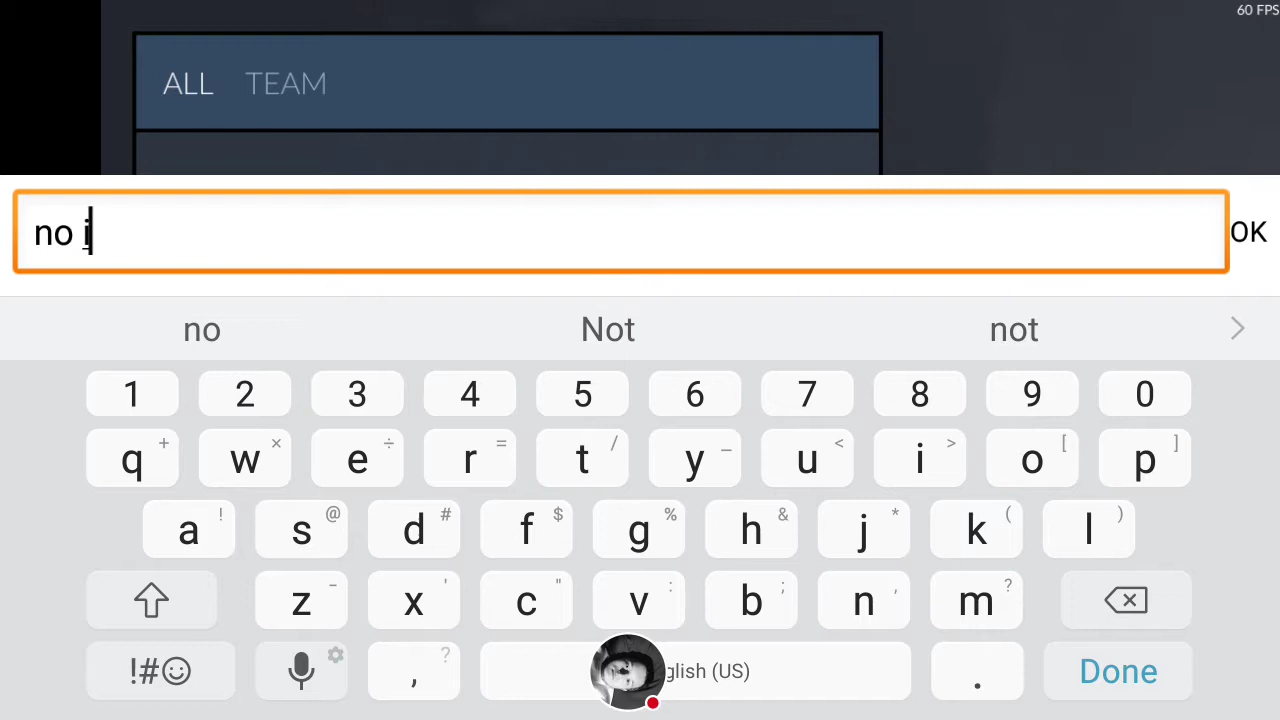 60 FPS
ALL TEAM
no i
OK
no Not not
1 2 3 4 5 6 7 8 9 0
q + w × e ÷ r = t / y _ u < i > o [ p ]
a ! s @ d # f $ g % h & j * k ( l )
z - x ' c " v : b ; n , m ?
!#☺ , ? glish (US) . Done